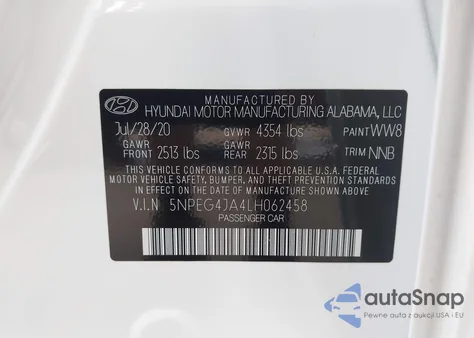 MANUFACTURED BY
HYUNDAI MOTOR MANUFACTURING ALABAMA, LLC
Jul/28/20 GVWR 4354 lbs PAINT WW8
GAWR FRONT 2513 lbs GAWR REAR 2315 lbs TRIM NNB
THIS VEHICLE CONFORMS TO ALL APPLICABLE U.S.A. FEDERAL
MOTOR VEHICLE SAFETY, BUMPER, AND THEFT PREVENTION
STANDARDS IN EFFECT ON THE DATE OF MANUFACTURE SHOWN ABOVE.
V.I.N 5NPEG4JA4LH062458
PASSENGER CAR
autoSnap
Pewne auta z aukcji USA i EU